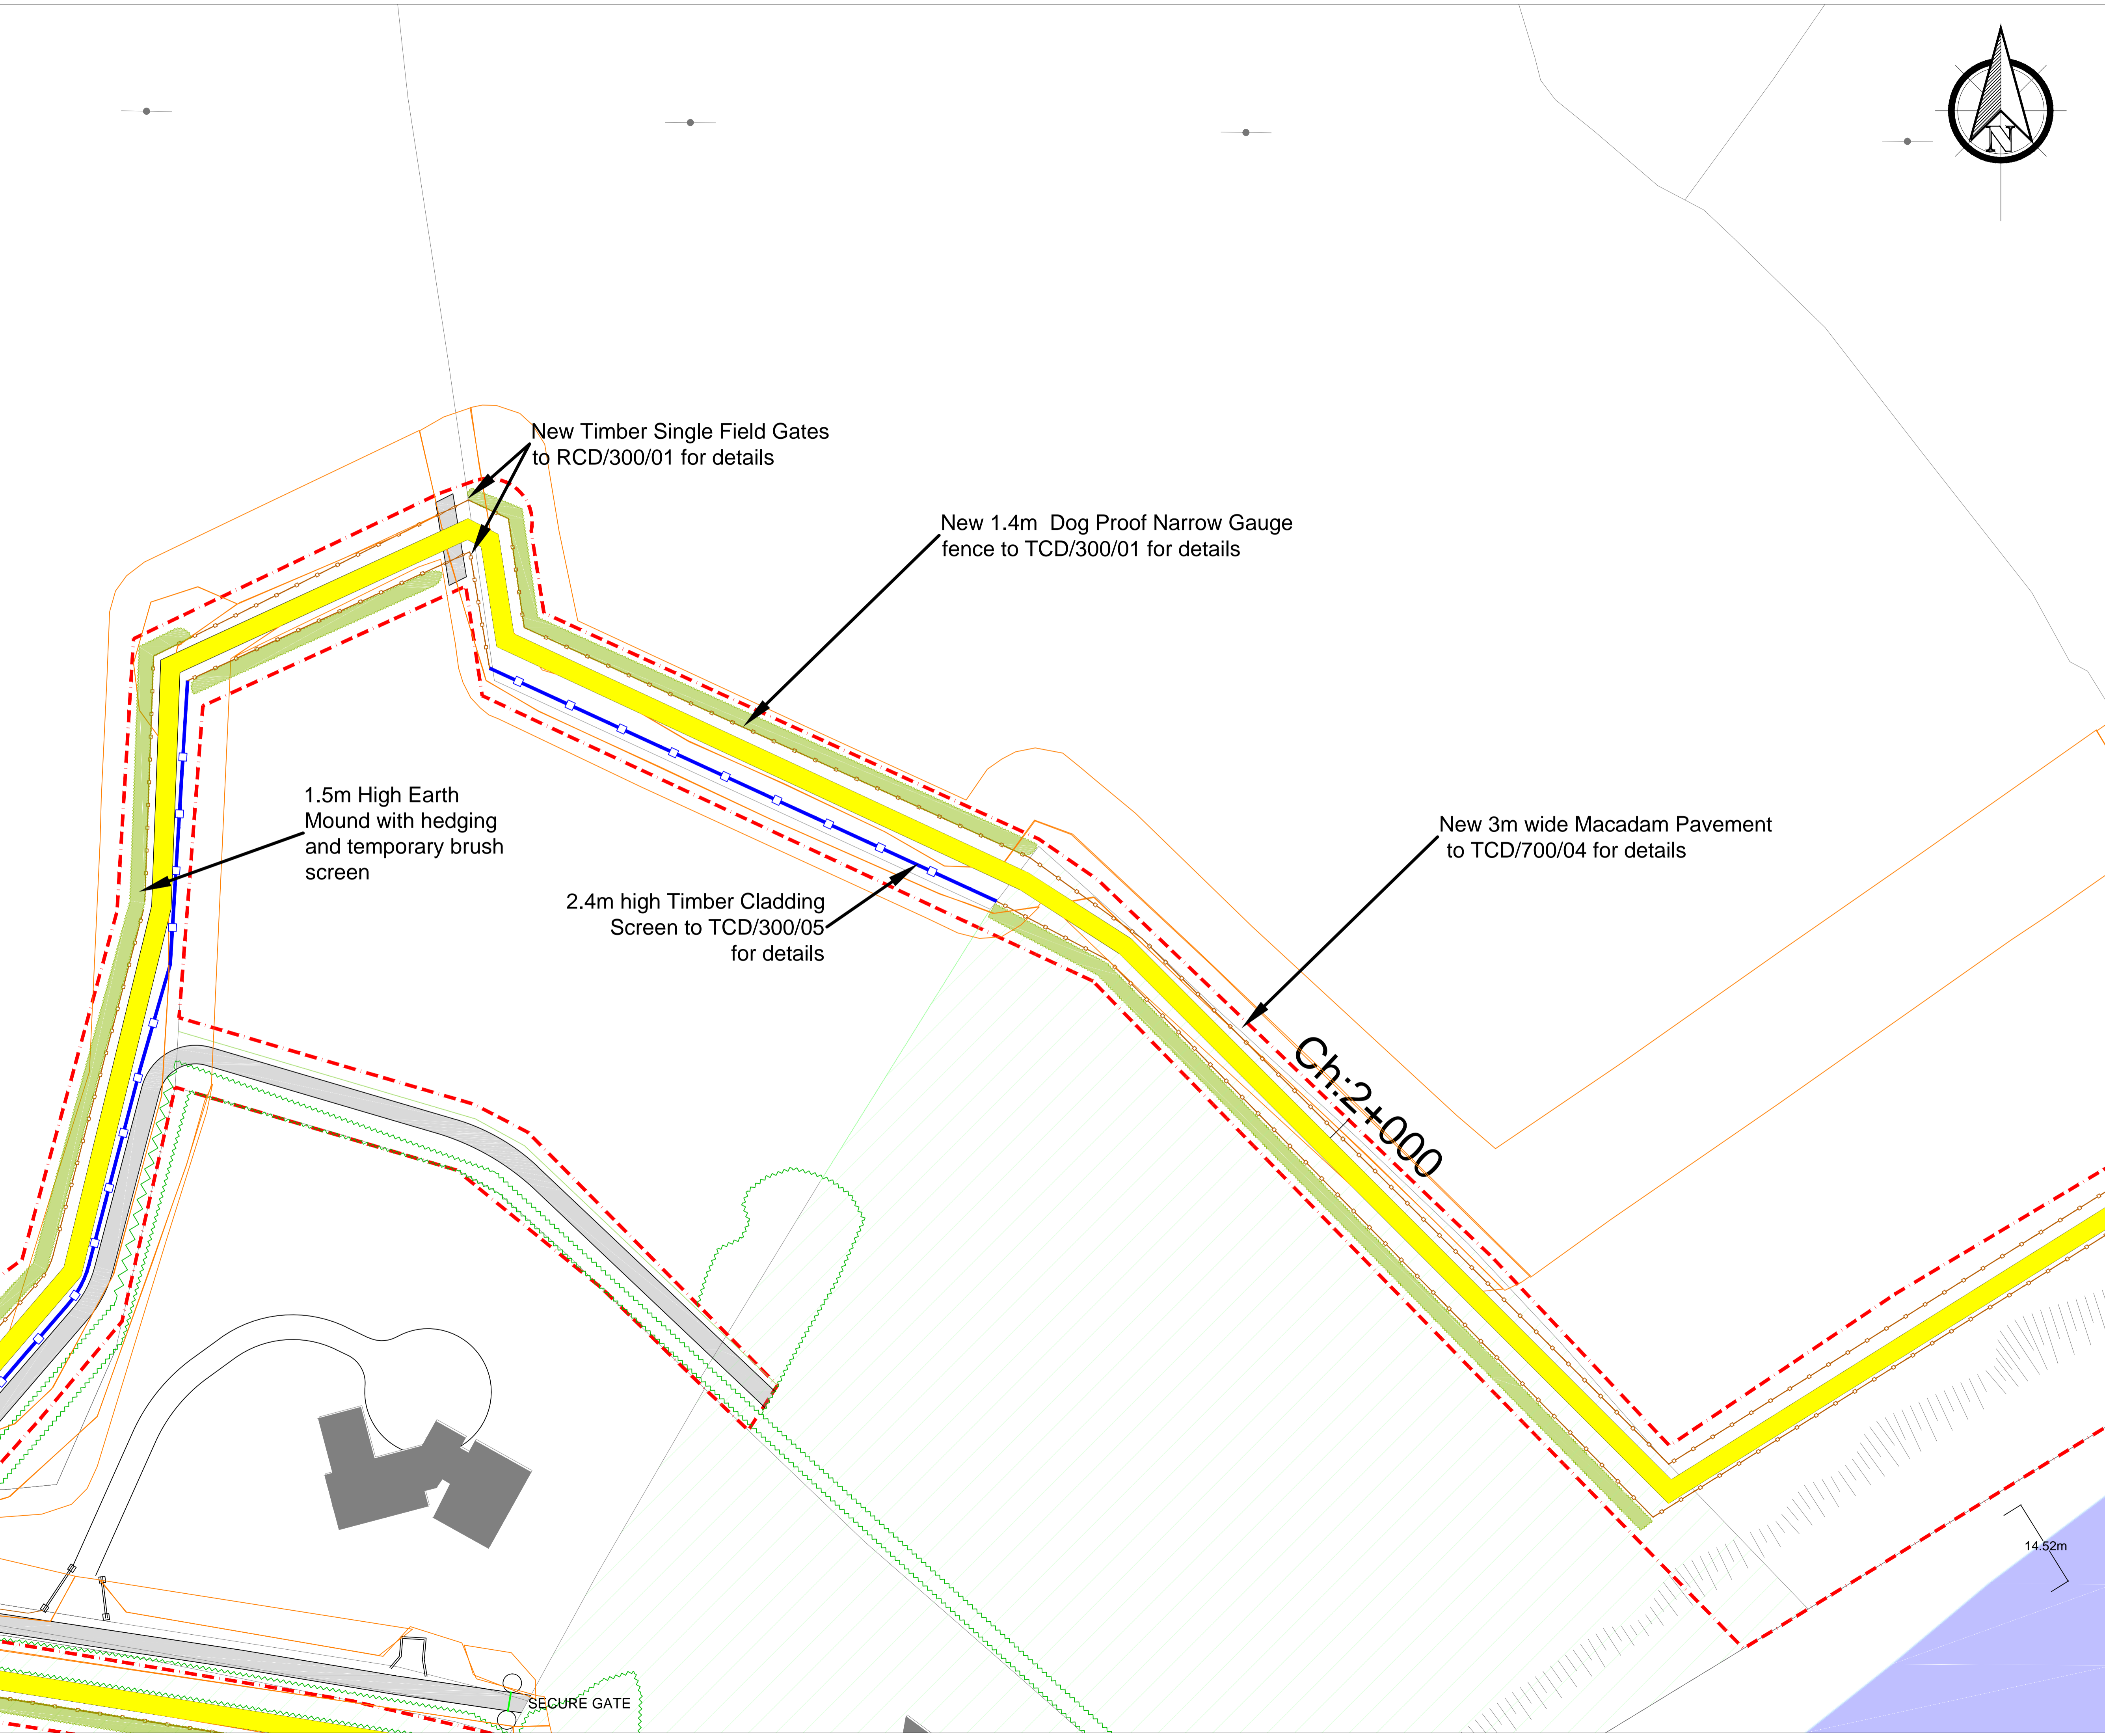 N
New Timber Single Field Gates
to RCD/300/01 for details
New 1.4m Dog Proof Narrow Gauge
fence to TCD/300/01 for details
1.5m High Earth
Mound with hedging
and temporary brush
screen
New 3m wide Macadam Pavement
to TCD/700/04 for details
2.4m high Timber Cladding
Screen to TCD/300/05
for details
Ch:2+000
14.52m
SECURE GATE